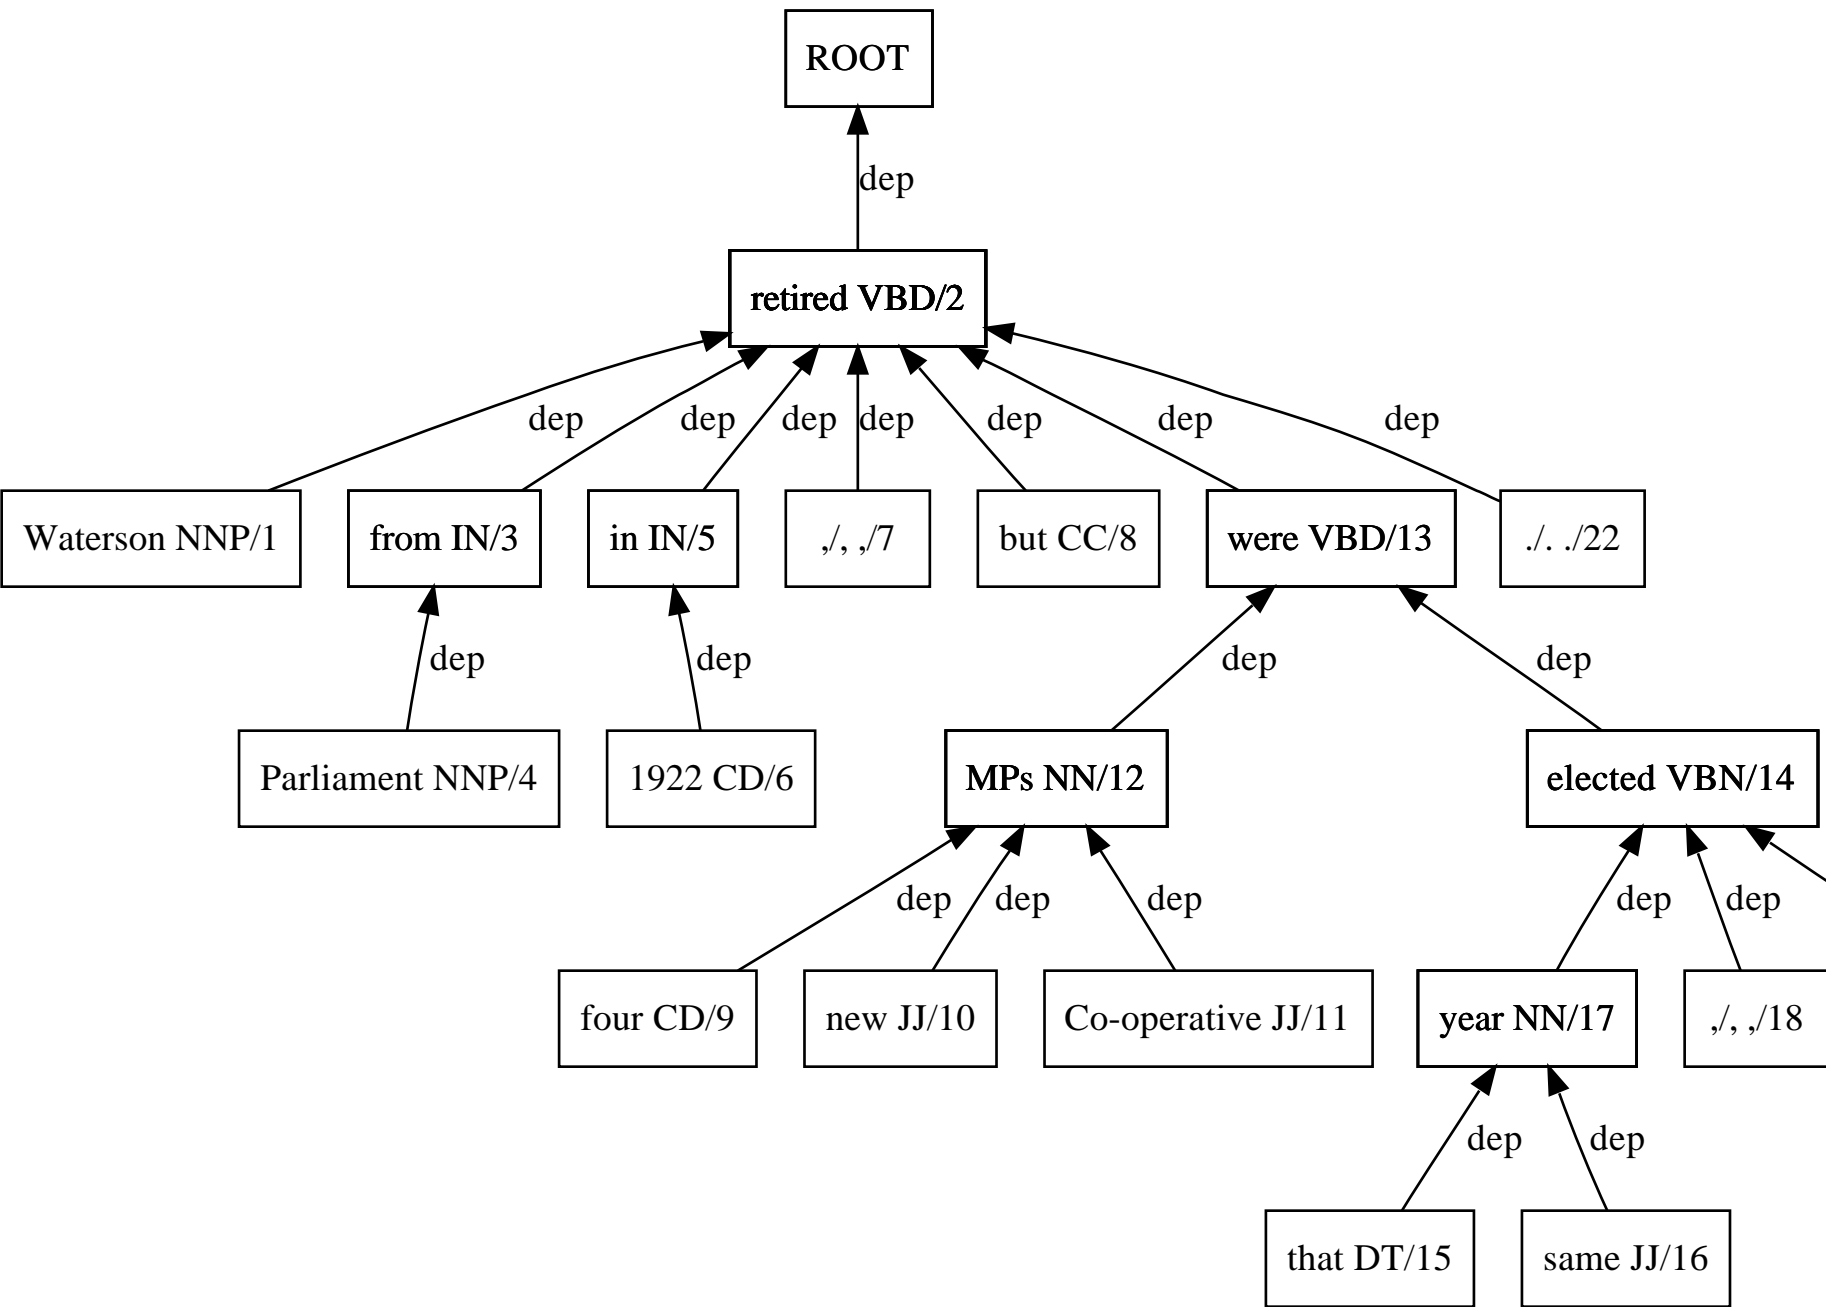 ROOT
dep
retired VBD/2
dep dep dep dep dep dep dep
Waterson NNP/1 from IN/3 in IN/5 ,/, ,/7 but CC/8 were VBD/13 ./. ./22
dep dep dep dep
Parliament NNP/4 1922 CD/6 MPs NN/12 elected VBN/14
dep dep dep dep dep
four CD/9 new JJ/10 Co-operative JJ/11 year NN/17 ,/, ,/18
dep dep
that DT/15 same JJ/16